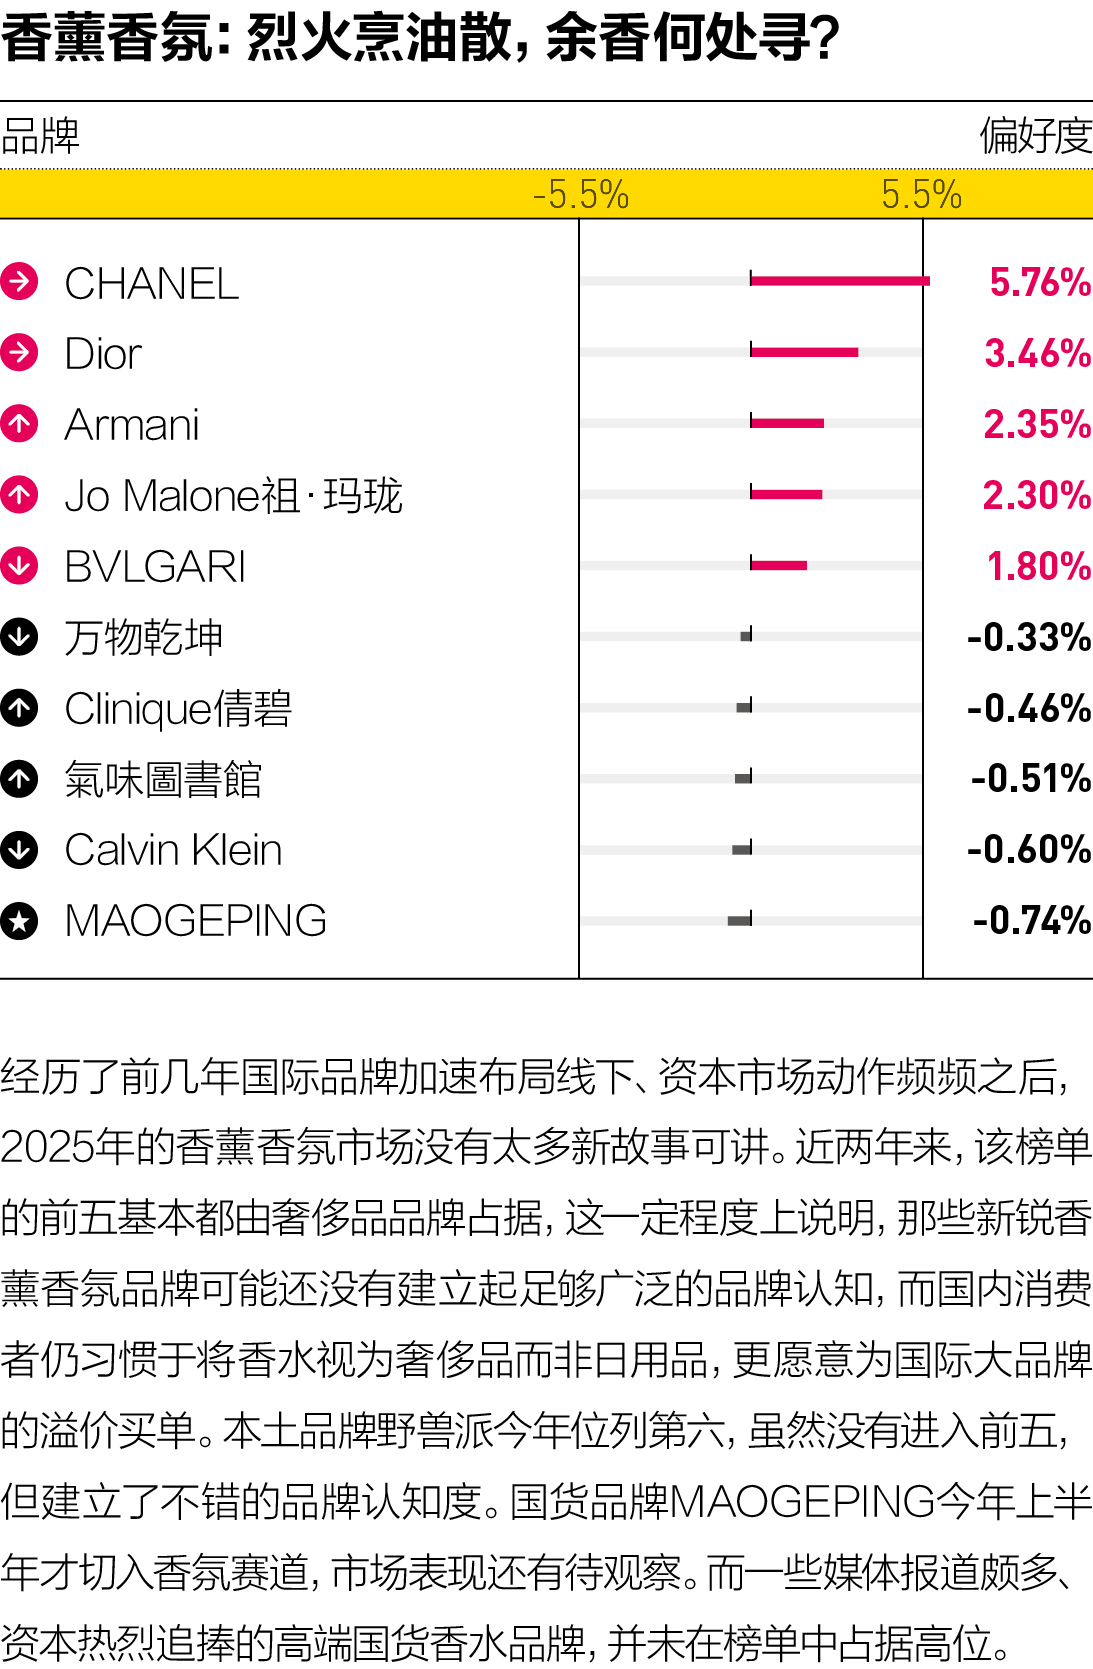 香薰香氛：烈火烹油散，余香何处寻？
品牌 偏好度
-5.5% 5.5%
CHANEL 5.76%
Dior 3.46%
Armani 2.35%
Jo Malone祖·玛珑 2.30%
BVLGARI 1.80%
万物乾坤 -0.33%
Clinique倩碧 -0.46%
氣味圖書館 -0.51%
Calvin Klein -0.60%
MAOGEPING -0.74%
经历了前几年国际品牌加速布局线下、资本市场动作频频之后，
2025年的香薰香氛市场没有太多新故事可讲。近两年来，该榜单
的前五基本都由奢侈品品牌占据，这一定程度上说明，那些新锐香
薰香氛品牌可能还没有建立起足够广泛的品牌认知，而国内消费
者仍习惯于将香水视为奢侈品而非日用品，更愿意为国际大品牌
的溢价买单。本土品牌野兽派今年位列第六，虽然没有进入前五，
但建立了不错的品牌认知度。国货品牌MAOGEPING今年上半
年才切入香氛赛道，市场表现还有待观察。而一些媒体报道颇多、
资本热烈追捧的高端国货香水品牌，并未在榜单中占据高位。